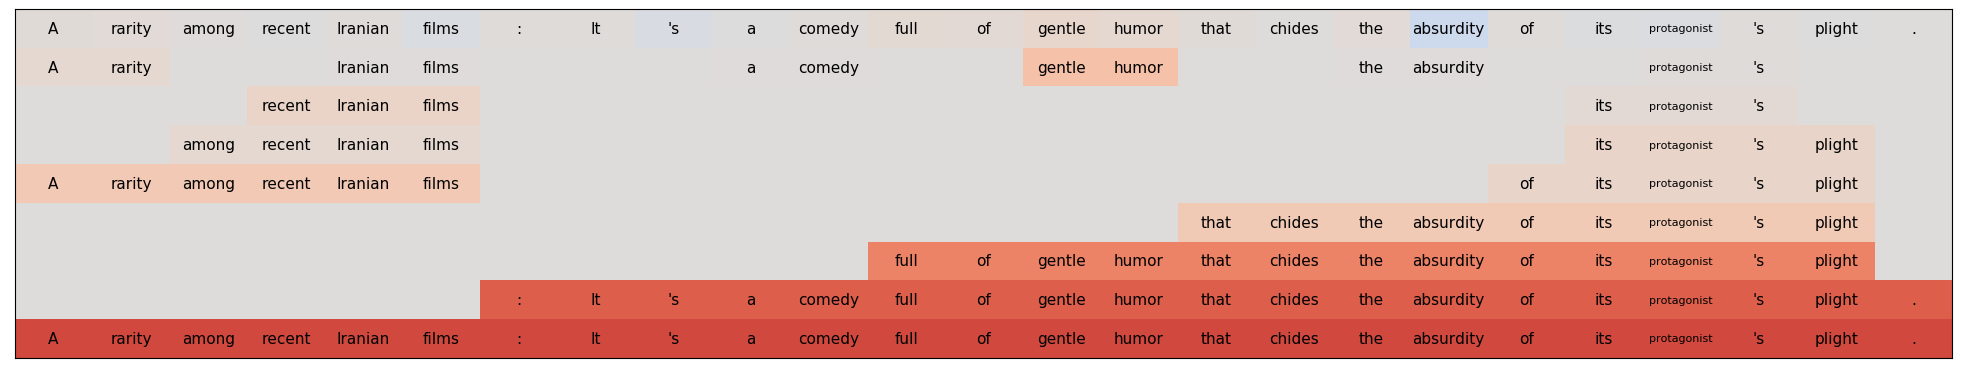 A rarity among recent Iranian films : It 's a comedy full of gentle humor that chides the absurdity of its protagonist 's plight .
A rarity Iranian films a comedy gentle humor the absurdity protagonist 's
recent Iranian films its protagonist 's
among recent Iranian films its protagonist 's plight
A rarity among recent Iranian films of its protagonist 's plight
that chides the absurdity of its protagonist 's plight
full of gentle humor that chides the absurdity of its protagonist 's plight
: It 's a comedy full of gentle humor that chides the absurdity of its protagonist 's plight .
A rarity among recent Iranian films : It 's a comedy full of gentle humor that chides the absurdity of its protagonist 's plight .